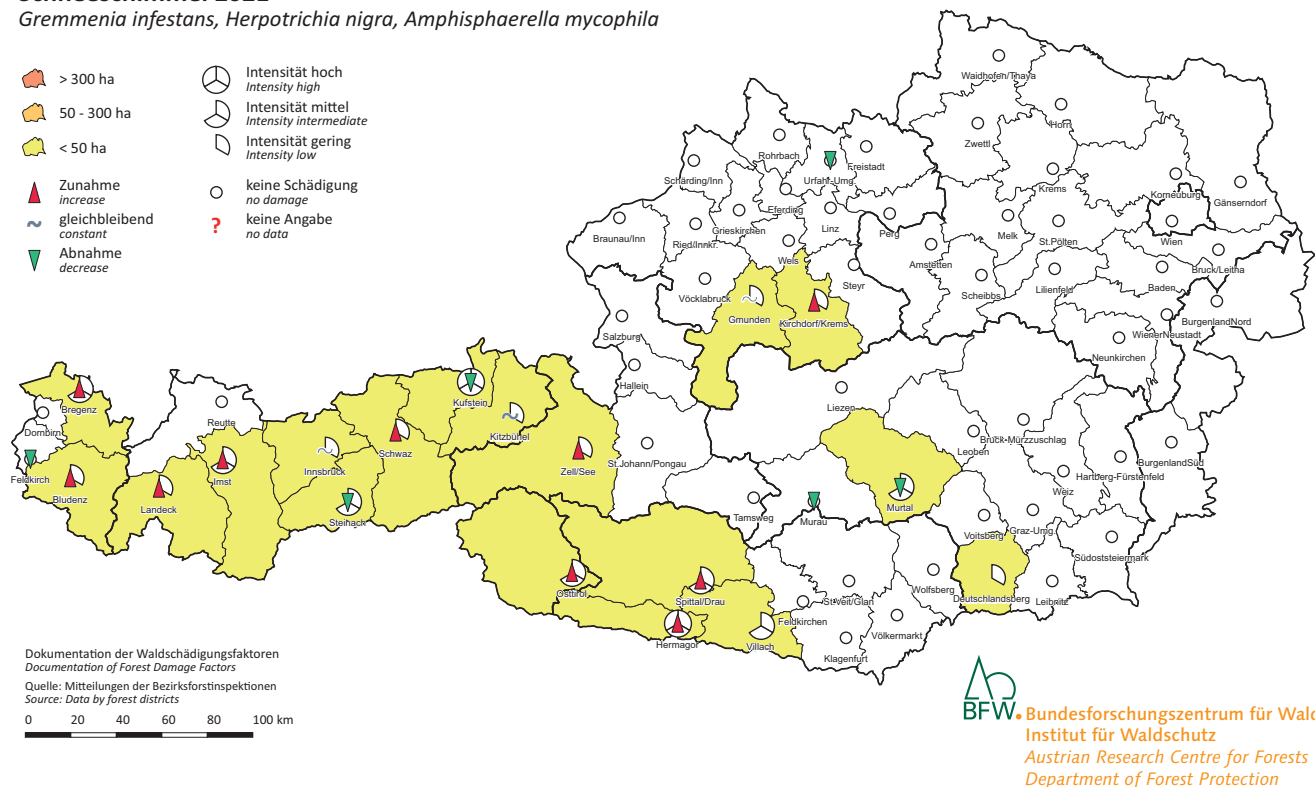 Gremmenia infestans, Herpotrichia nigra, Amphisphaerella mycophila
> 300 ha
50 - 300 ha
< 50 ha
Zunahme
increase
gleichbleibend
constant
Abnahme
decrease
Intensität hoch
Intensity high
Intensität mittel
Intensity intermediate
Intensität gering
Intensity low
keine Schädigung
no damage
?
keine Angabe
no data
Waidhofen/Thaya
Horn
Zwettl
Krems
Korneuburg
Gänserndorf
Rohrbach
Urfahr-Umg.
Freistadt
Schärding/Inn
Eferding
Grieskirchen
Linz
Perg
Braunau/Inn
Ried/Innkr.
Wels
Steyr
Amstetten
Melk
St.Pölten
Wien
Bruck/Leitha
Scheibbs
Lilienfeld
Baden
Vöcklabruck
Gmunden
Kirchdorf/Krems
WienerNeustadt
BurgenlandNord
Neunkirchen
Salzburg
Hallein
Liezen
Bregenz
Dornbirn
Feldkirch
Bludenz
Reutte
Landeck
Imst
Innsbruck
Steinach
Schwaz
Kufstein
Kitzbühel
Zell/See
St.Johann/Pongau
Tamsweg
Murau
Murtal
Leoben
Bruck-Mürzzuschlag
Hartberg-Fürstenfeld
BurgenlandSüd
Weiz
Voitsberg
Graz-Umg.
Südoststeiermark
Deutschlandsberg
Leibnitz
Osttirol
Spittal/Drau
Hermagor
Villach
Feldkirchen
St.Veit/Glan
Wolfsberg
Völkermarkt
Klagenfurt
Dokumentation der Waldschädigungsfaktoren
Documentation of Forest Damage Factors
Quelle: Mitteilungen der Bezirksforstinspektionen
Source: Data by forest districts
0 20 40 60 80 100 km
BFW
Bundesforschungszentrum für
Institut für Waldschutz
Austrian Research Centre for Forests
Department of Forest Protection